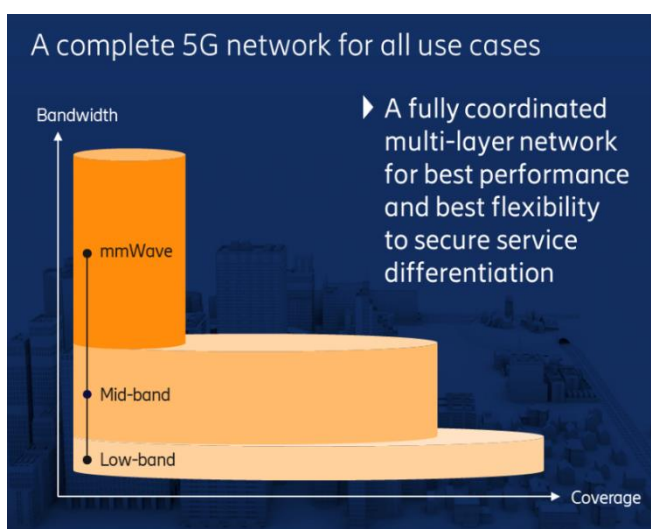 A complete 5G network for all use cases
Bandwidth
A fully coordinated
multi-layer network
for best performance
and best flexibility
to secure service
differentiation
mmWave
Mid-band
Low-band
Coverage